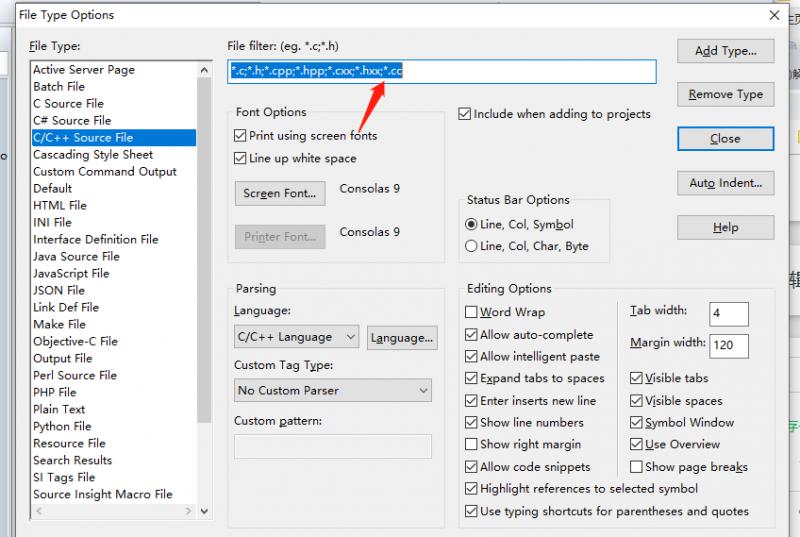 File Type Options
File Type:
Active Server Page
Batch File
C Source File
C# Source File
C/C++ Source File
Cascading Style Sheet
Custom Command Output
Default
HTML File
INI File
Interface Definition File
Java Source File
JavaScript File
JSON File
Link Def File
Make File
Objective-C File
Output File
Perl Source File
PHP File
Plain Text
Python File
Resource File
Search Results
SI Tags File
Source Insight Macro File
File filter: (eg. *.c;*.h)
*.c;*.h;*.cpp;*.hpp;*.cxx;*.hxx;*.cc
Font Options
Print using screen fonts
Line up white space
Screen Font...
Consolas 9
Printer Font...
Consolas 9
Include when adding to projects
Status Bar Options
Line, Col, Symbol
Line, Col, Char, Byte
Add Type...
Remove Type
Close
Auto Indent...
Help
Parsing
Language:
C/C++ Language
Language...
Custom Tag Type:
No Custom Parser
Custom pattern:
Editing Options
Word Wrap
Allow auto-complete
Allow intelligent paste
Expand tabs to spaces
Enter inserts new line
Show line numbers
Show right margin
Allow code snippets
Highlight references to selected symbol
Use typing shortcuts for parentheses and quotes
Tab width:
4
Margin width:
120
Visible tabs
Visible spaces
Symbol Window
Use Overview
Show page breaks